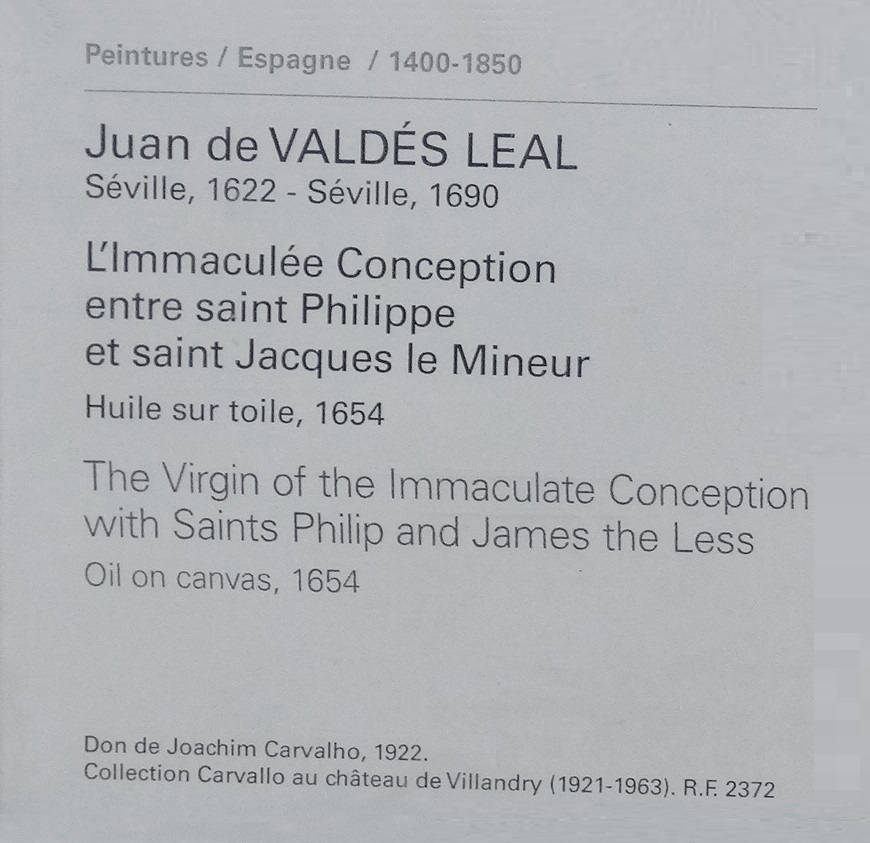 Peintures / Espagne / 1400-1850
Juan de VALDÉS LEAL
Séville, 1622 - Séville, 1690
L'Immaculée Conception
entre saint Philippe
et saint Jacques le Mineur
Huile sur toile, 1654
The Virgin of the Immaculate Conception
with Saints Philip and James the Less
Oil on canvas, 1654
Don de Joachim Carvalho, 1922.
Collection Carvallo au château de Villandry (1921-1963). R.F. 2372